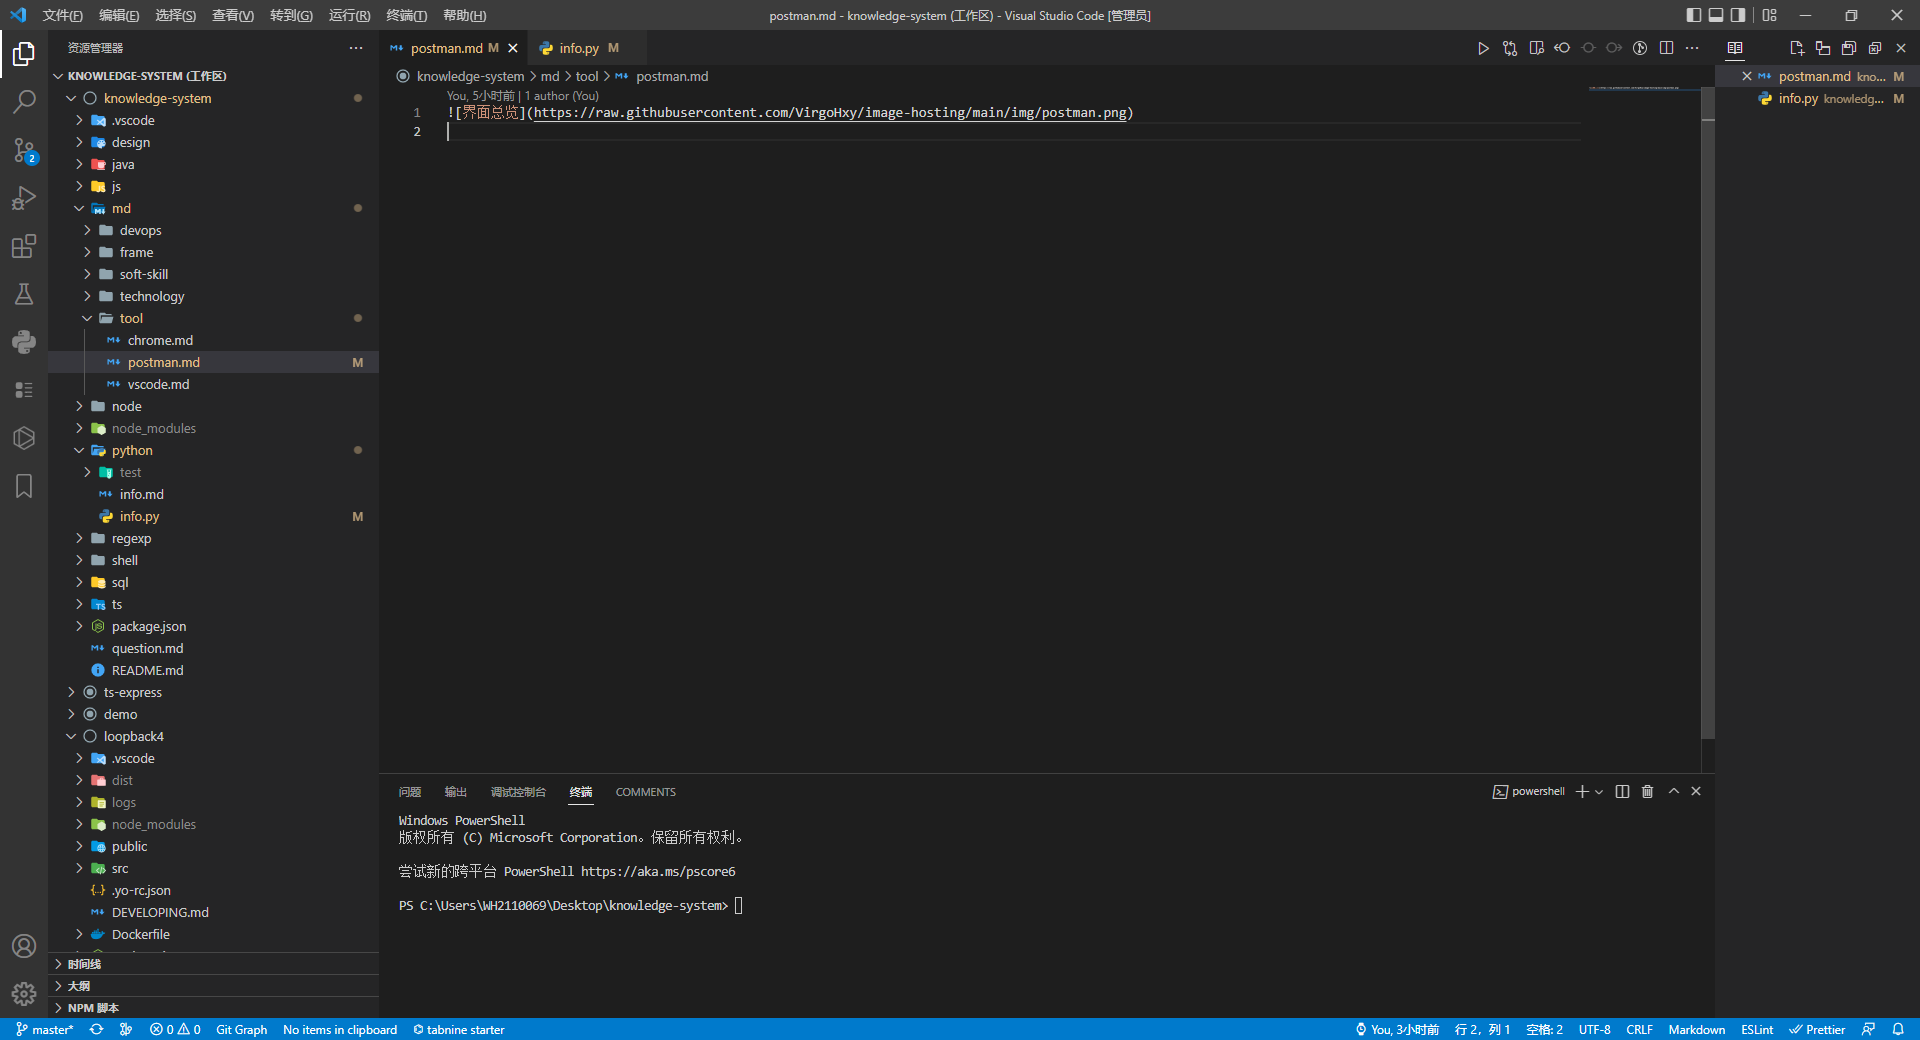 文件(F) 编辑(E) 选择(S) 查看(V) 转到(G) 运行(R) 终端(T) 帮助(H)
postman.md - knowledge-system (工作区) - Visual Studio Code [管理员]
资源管理器
KNOWLEDGE-SYSTEM (工作区)
knowledge-system
.vscode
design
java
js
md
devops
frame
soft-skill
technology
tool
chrome.md
postman.md M
vscode.md
node
node_modules
python
test
info.md
info.py M
regexp
shell
sql
ts
package.json
question.md
README.md
ts-express
demo
loopback4
.vscode
dist
logs
node_modules
public
src
.yo-rc.json
DEVELOPING.md
Dockerfile
时间线
大纲
NPM 脚本
2
postman.md M
info.py M
knowledge-system > md > tool > postman.md
You, 5小时前 | 1 author (You)
1 ![界面总览](https://raw.githubusercontent.com/VirgoHxy/image-hosting/main/img/postman.png)
2
postman.md kno... M
info.py knowledg... M
问题 输出 调试控制台 终端 COMMENTS
powershell
Windows PowerShell
版权所有 (C) Microsoft Corporation。保留所有权利。
尝试新的跨平台 PowerShell https://aka.ms/pscore6
PS C:\Users\WH2110069\Desktop\knowledge-system>
master* 0 0 Git Graph No items in clipboard tabnine starter
You, 3小时前 行 2，列 1 空格: 2 UTF-8 CRLF Markdown ESLint Prettier